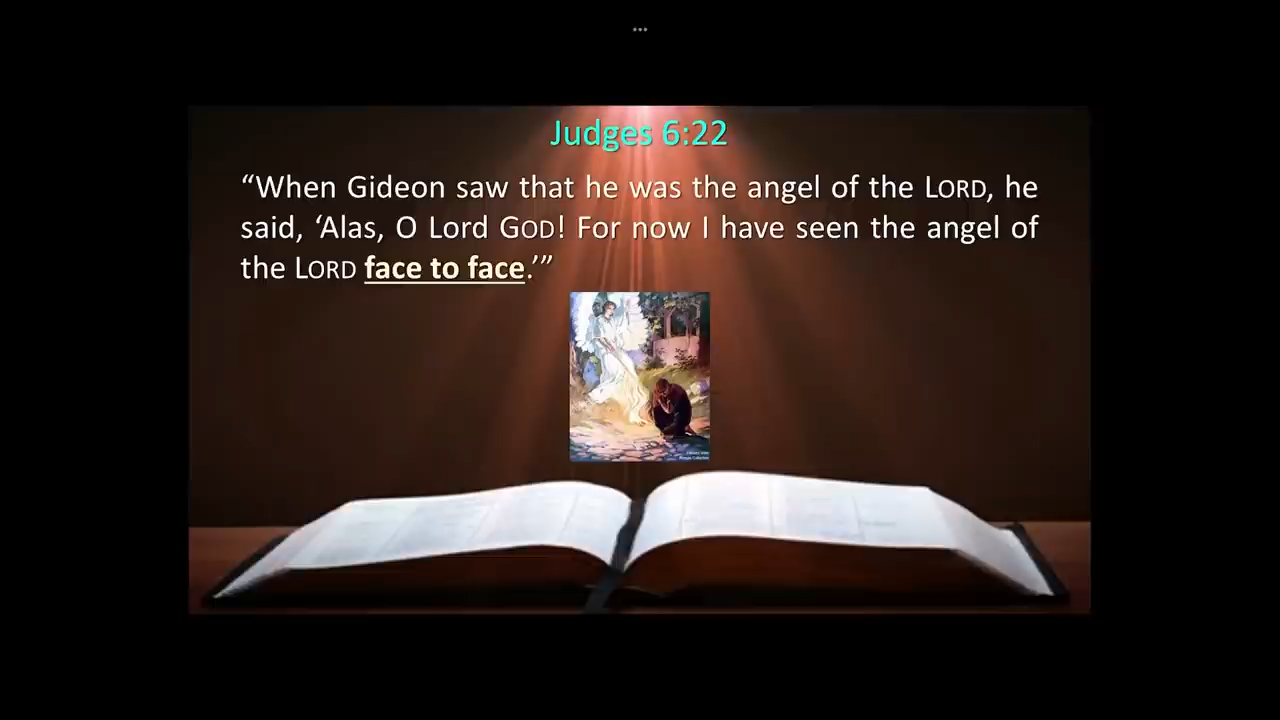 Judges 6:22
“When Gideon saw that he was the angel of the LORD, he
said, ‘Alas, O Lord GOD! For now I have seen the angel of
the LORD face to face.’”